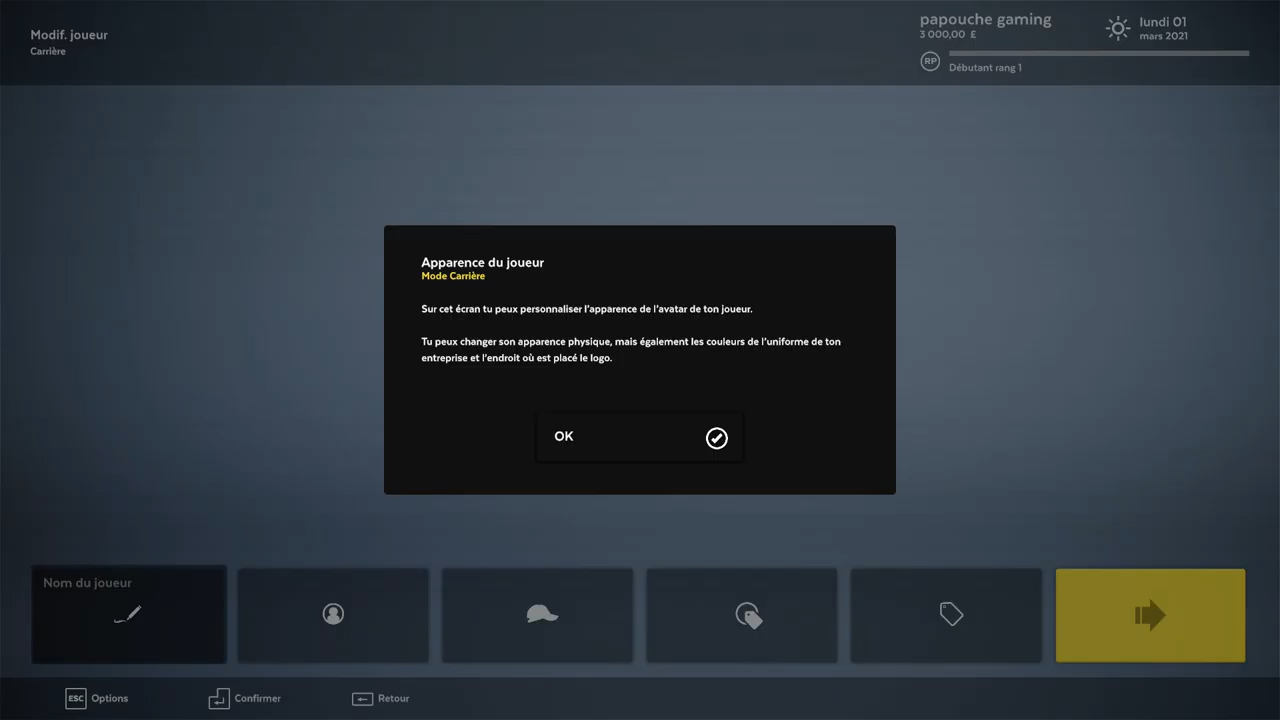 Modif. joueur
Carrière
papouche gaming
3 000,00 £
lundi 01
mars 2021
RP
Débutant rang 1
Apparence du joueur
Mode Carrière
Sur cet écran tu peux personnaliser l'apparence de l'avatar de ton joueur.
Tu peux changer son apparence physique, mais également les couleurs de l'uniforme de ton
entreprise et l'endroit où est placé le logo.
OK
Nom du joueur
ESC Options
Confirmer
Retour